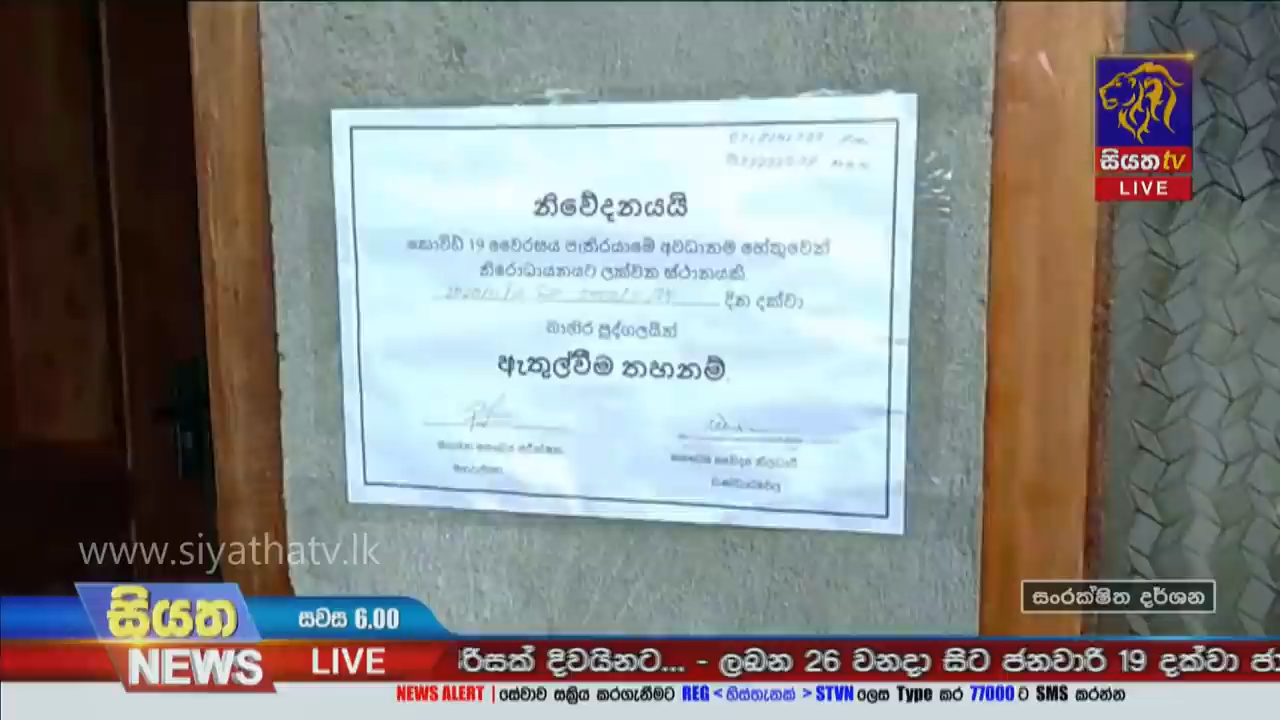 සියත tv
LIVE
නිවේදනයයි
කොවිඩ් 19 වෛරසය පැතිරයාමේ අවධානම හේතුවෙන්
නිරෝධායනයට ලක්වන ස්ථානයකි
දින දක්වා
බාහිර පුද්ගලයින්
ඇතුල්වීම තහනම්.
www.siyathatv.lk
සංරක්ෂිත දර්ශන
සියත
NEWS
සවස 6.00
LIVE
දිවයිනට... - ලබන 26 වනදා සිට ජනවාරි 19 දක්වා
NEWS ALERT | සේවාව සක්‍රිය කරගැනීමට REG < හිස්තැනක් > STVN ලෙස Type කර 77000 ට SMS කරන්න